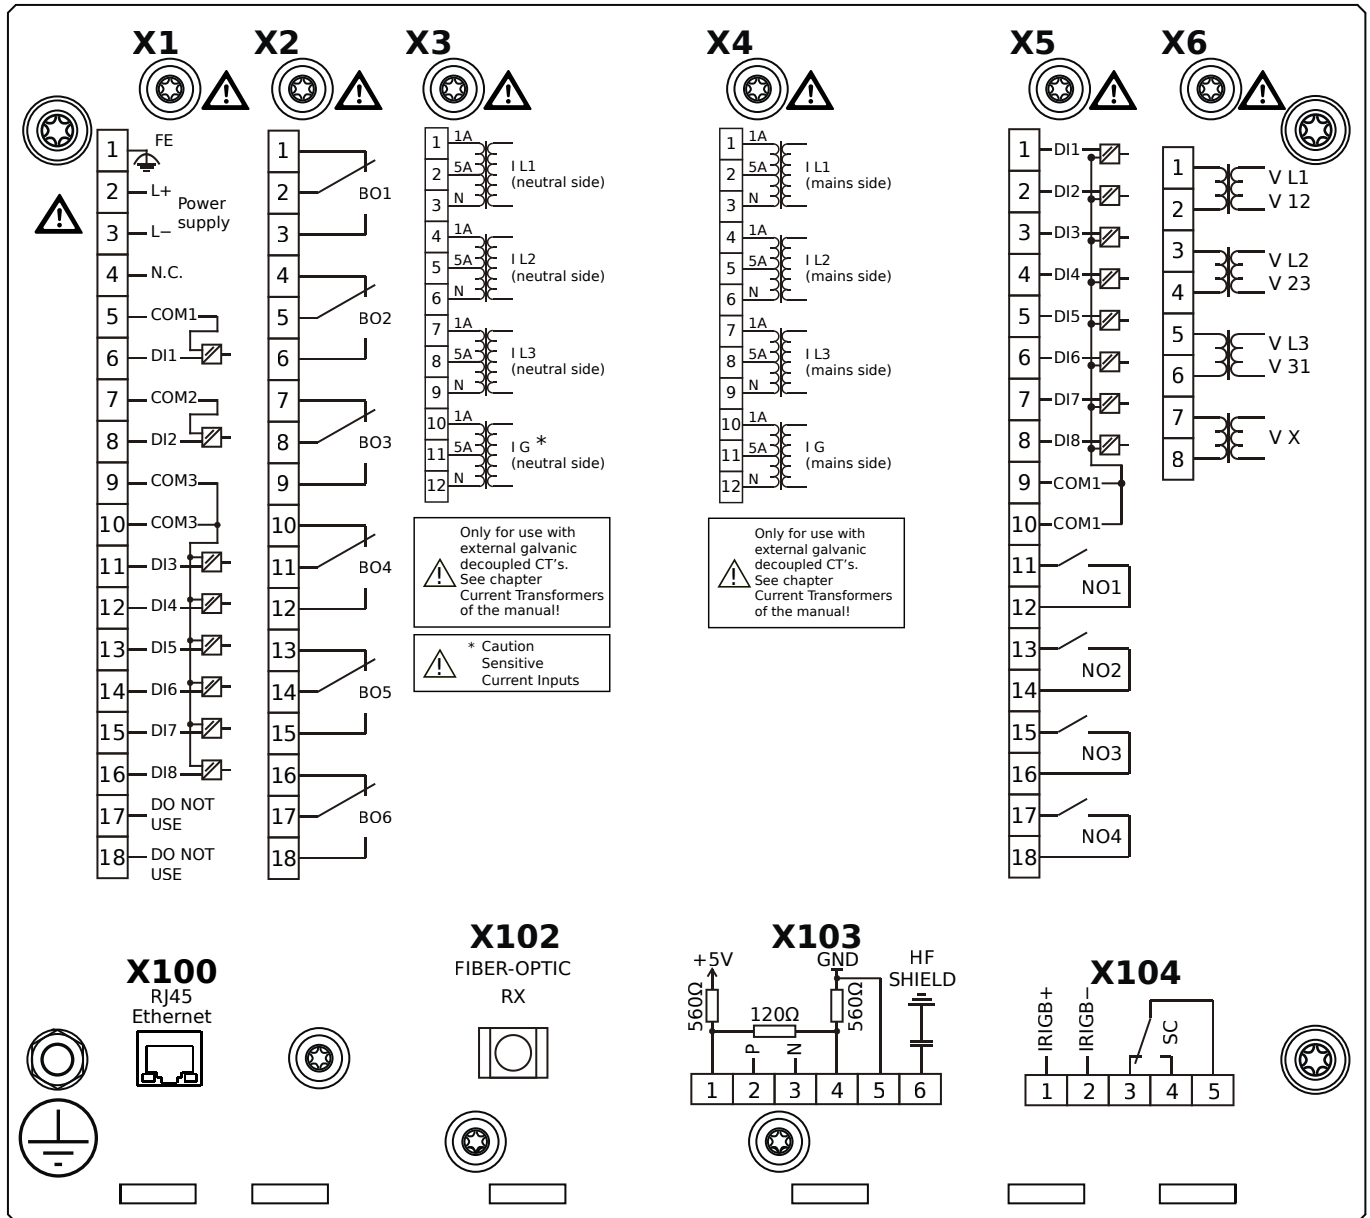 X1 X2 X3 X4 X5 X6
1 FE
2 L+
Power
supply
3 L−
4 N.C.
5 COM1
6 DI1
7 COM2
8 DI2
9 COM3
10 COM3
11 DI3
12 DI4
13 DI5
14 DI6
15 DI7
16 DI8
17 DO NOT
USE
18 DO NOT
USE
1
2 BO1
3
4
5 BO2
6
7
8 BO3
9
10
11 BO4
12
13
14 BO5
15
16
17 BO6
18
1 1A
2 5A I L1
(neutral side)
3 N
4 1A
5 5A I L2
(neutral side)
6 N
7 1A
8 5A I L3
(neutral side)
9 N
10 1A
11 5A I G *
(neutral side)
12 N
Only for use with
external galvanic
decoupled CT's.
See chapter
Current Transformers
of the manual!
* Caution
Sensitive
Current Inputs
1 1A
2 5A I L1
(mains side)
3 N
4 1A
5 5A I L2
(mains side)
6 N
7 1A
8 5A I L3
(mains side)
9 N
10 1A
11 5A I G
(mains side)
12 N
Only for use with
external galvanic
decoupled CT's.
See chapter
Current Transformers
of the manual!
1 DI1
2 DI2
3 DI3
4 DI4
5 DI5
6 DI6
7 DI7
8 DI8
9 COM1
10 COM1
11
NO1
12
13
NO2
14
15
NO3
16
17
NO4
18
1 V L1
2 V 12
3 V L2
4 V 23
5 V L3
6 V 31
7
V X
8
X100
RJ45
Ethernet
X102
FIBER-OPTIC
RX
X103
+5V GND HF
SHIELD
560Ω 120Ω 560Ω
P N
1 2 3 4 5 6
X104
IRIGB+ IRIGB− SC
1 2 3 4 5